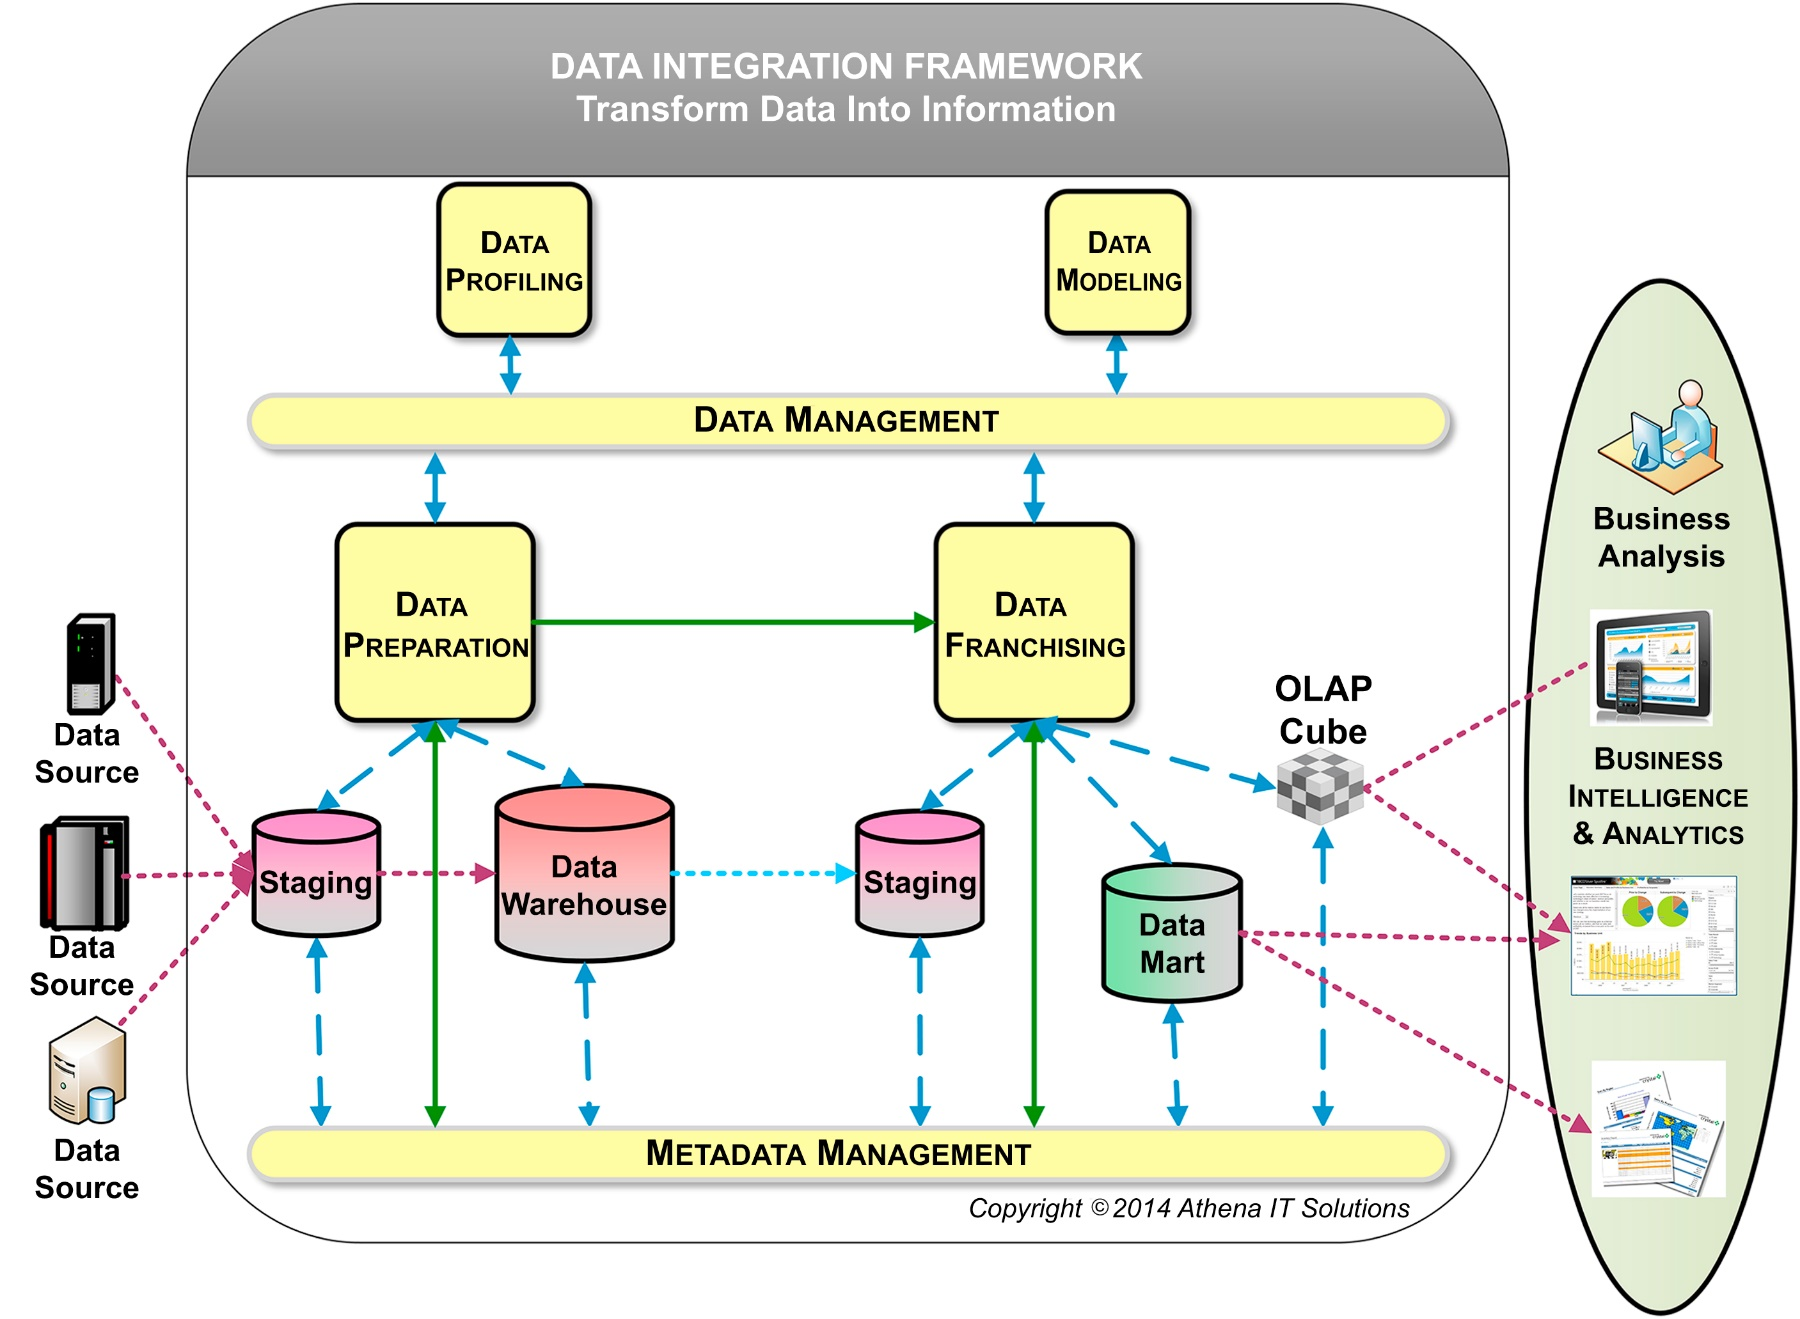 DATA INTEGRATION FRAMEWORK
Transform Data Into Information
DATA
PROFILING
DATA
MODELING
DATA MANAGEMENT
DATA
PREPARATION
DATA
FRANCHISING
OLAP
Cube
Data
Source
Data
Source
Data
Source
Staging
Data
Warehouse
Staging
Data
Mart
METADATA MANAGEMENT
Copyright ©2014 Athena IT Solutions
Business
Analysis
BUSINESS
INTELLIGENCE
& ANALYTICS